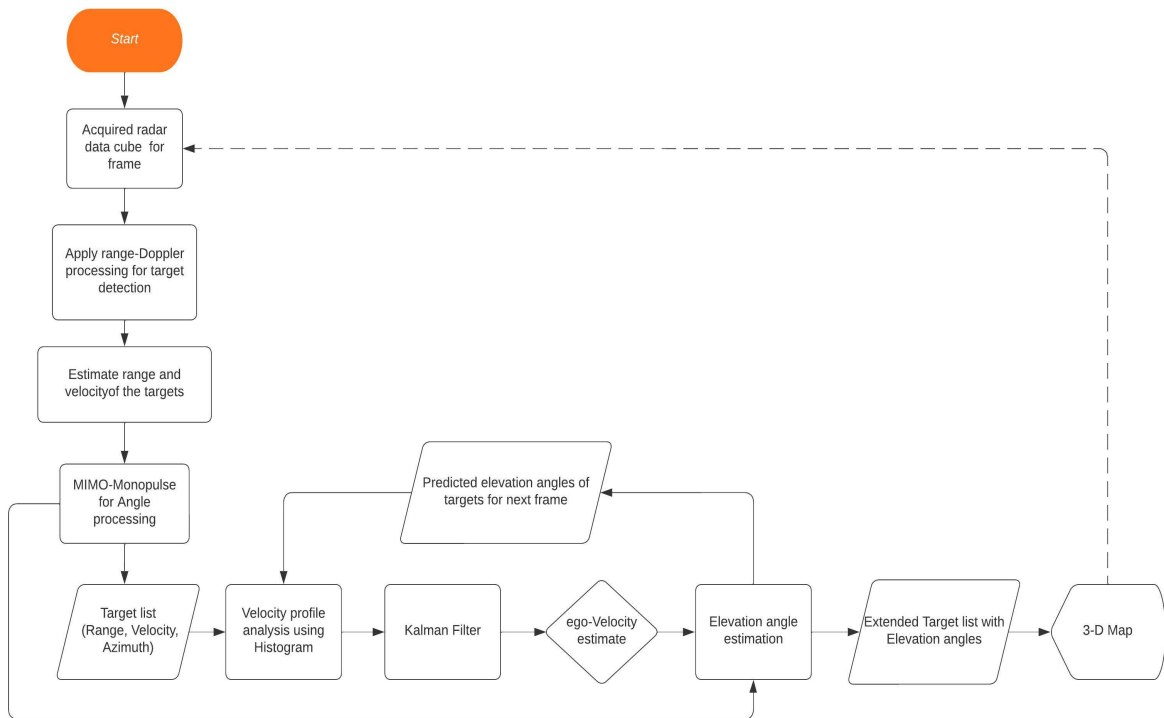 Start
Acquired radar
data cube for
frame
Apply range-Doppler
processing for target
detection
Estimate range and
velocityof the targets
MIMO-Monopulse
for Angle
processing
Predicted elevation angles of
targets for next frame
Target list
(Range, Velocity,
Azimuth)
Velocity profile
analysis using
Histogram
Kalman Filter
ego-Velocity
estimate
Elevation angle
estimation
Extended Target list with
Elevation angles
3-D Map